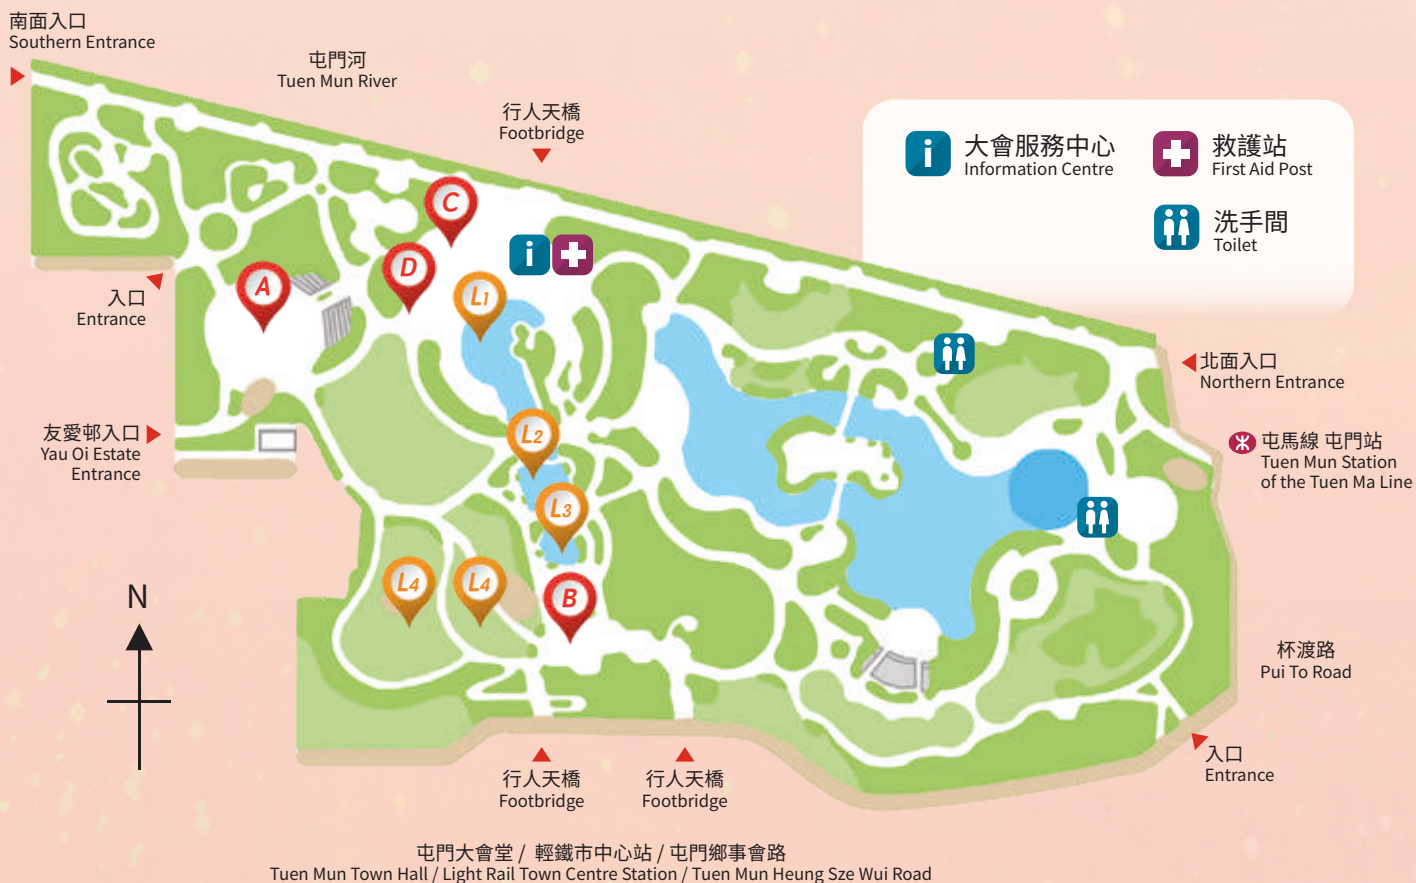 南面入口
Southern Entrance
屯門河
Tuen Mun River
行人天橋
Footbridge
i 大會服務中心
Information Centre
救護站
First Aid Post
洗手間
Toilet
C
i
D
A
L1
入口
Entrance
北面入口
Northern Entrance
友愛邨入口
Yau Oi Estate
Entrance
L2
屯馬線 屯門站
Tuen Mun Station
of the Tuen Ma Line
L3
L4
L4
B
N
杯渡路
Pui To Road
入口
Entrance
行人天橋
Footbridge
行人天橋
Footbridge
屯門大會堂 / 輕鐵市中心站 / 屯門鄉事會路
Tuen Mun Town Hall / Light Rail Town Centre Station / Tuen Mun Heung Sze Wui Road